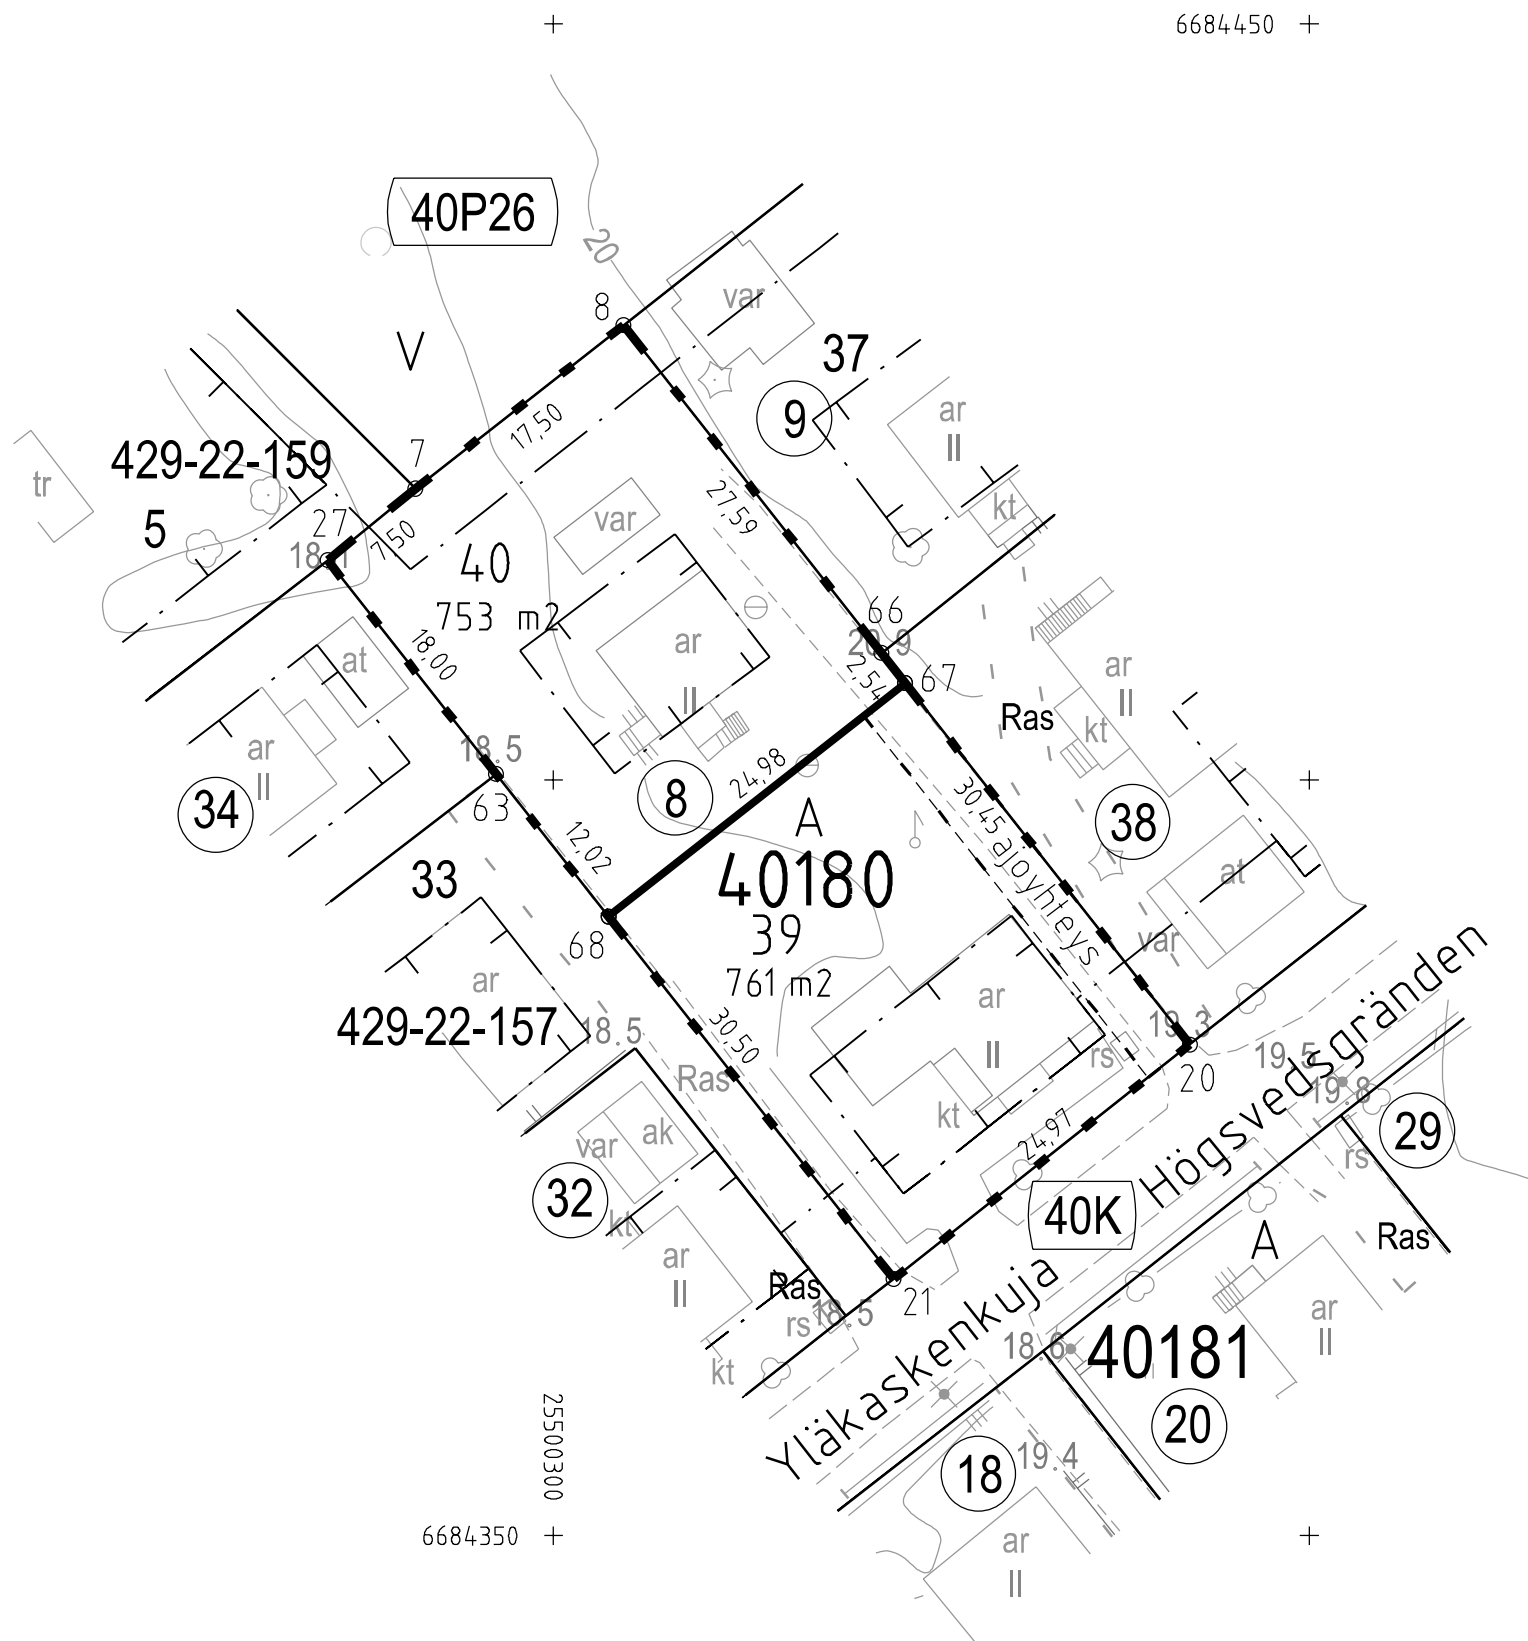 6684450
40P26
20
8
var
V
37
9
ar
II
17,50
7
429-22-159
tr
5
27
18.1
7,50
27,59
kt
var
40
753 m2
66
20.9
2,54
67
ar
II
18,00
at
ar
II
18.5
63
34
ar
II
kt
Ras
24,98
8
A
30,45 ajoyhteys
38
12,02
33
40180
39
761 m2
at
var
68
ar
429-22-157
18.5
30,50
Ras
ar
II
rs
kt
19.3
20
19.5
19.8
24,97
29
rs
var
ak
32
kt
ar
II
40K
Högsvedsgränden
A
Ras
Ras
18.5
rs
kt
21
Yläkaskenkuja
18.6
40181
ar
II
20
19.4
18
ar
II
25500300
6684350